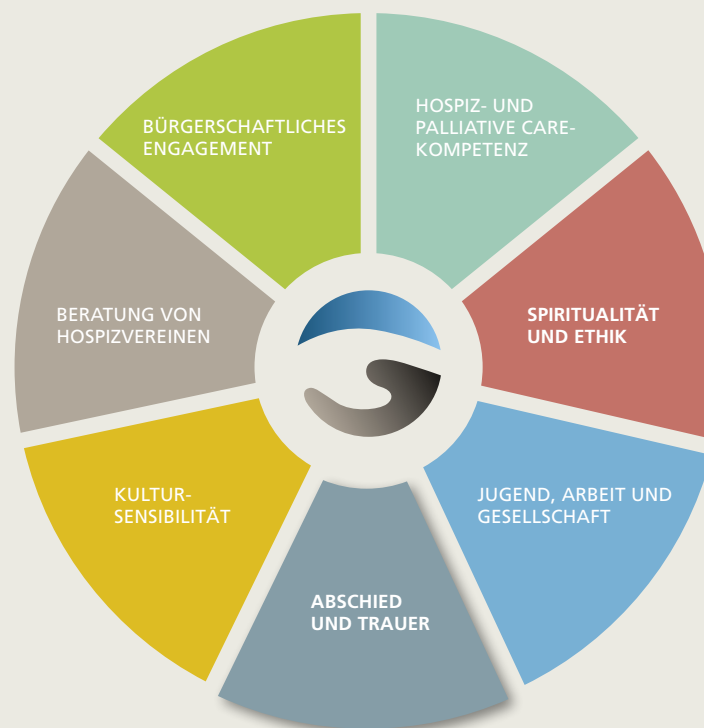 BÜRGERSCHAFTLICHES
ENGAGEMENT
HOSPIZ- UND
PALLIATIVE CARE-
KOMPETENZ
BERATUNG VON
HOSPIZVEREINEN
SPIRITUALITÄT
UND ETHIK
KULTUR-
SENSIBILITÄT
JUGEND, ARBEIT UND
GESELLSCHAFT
ABSCHIED
UND TRAUER